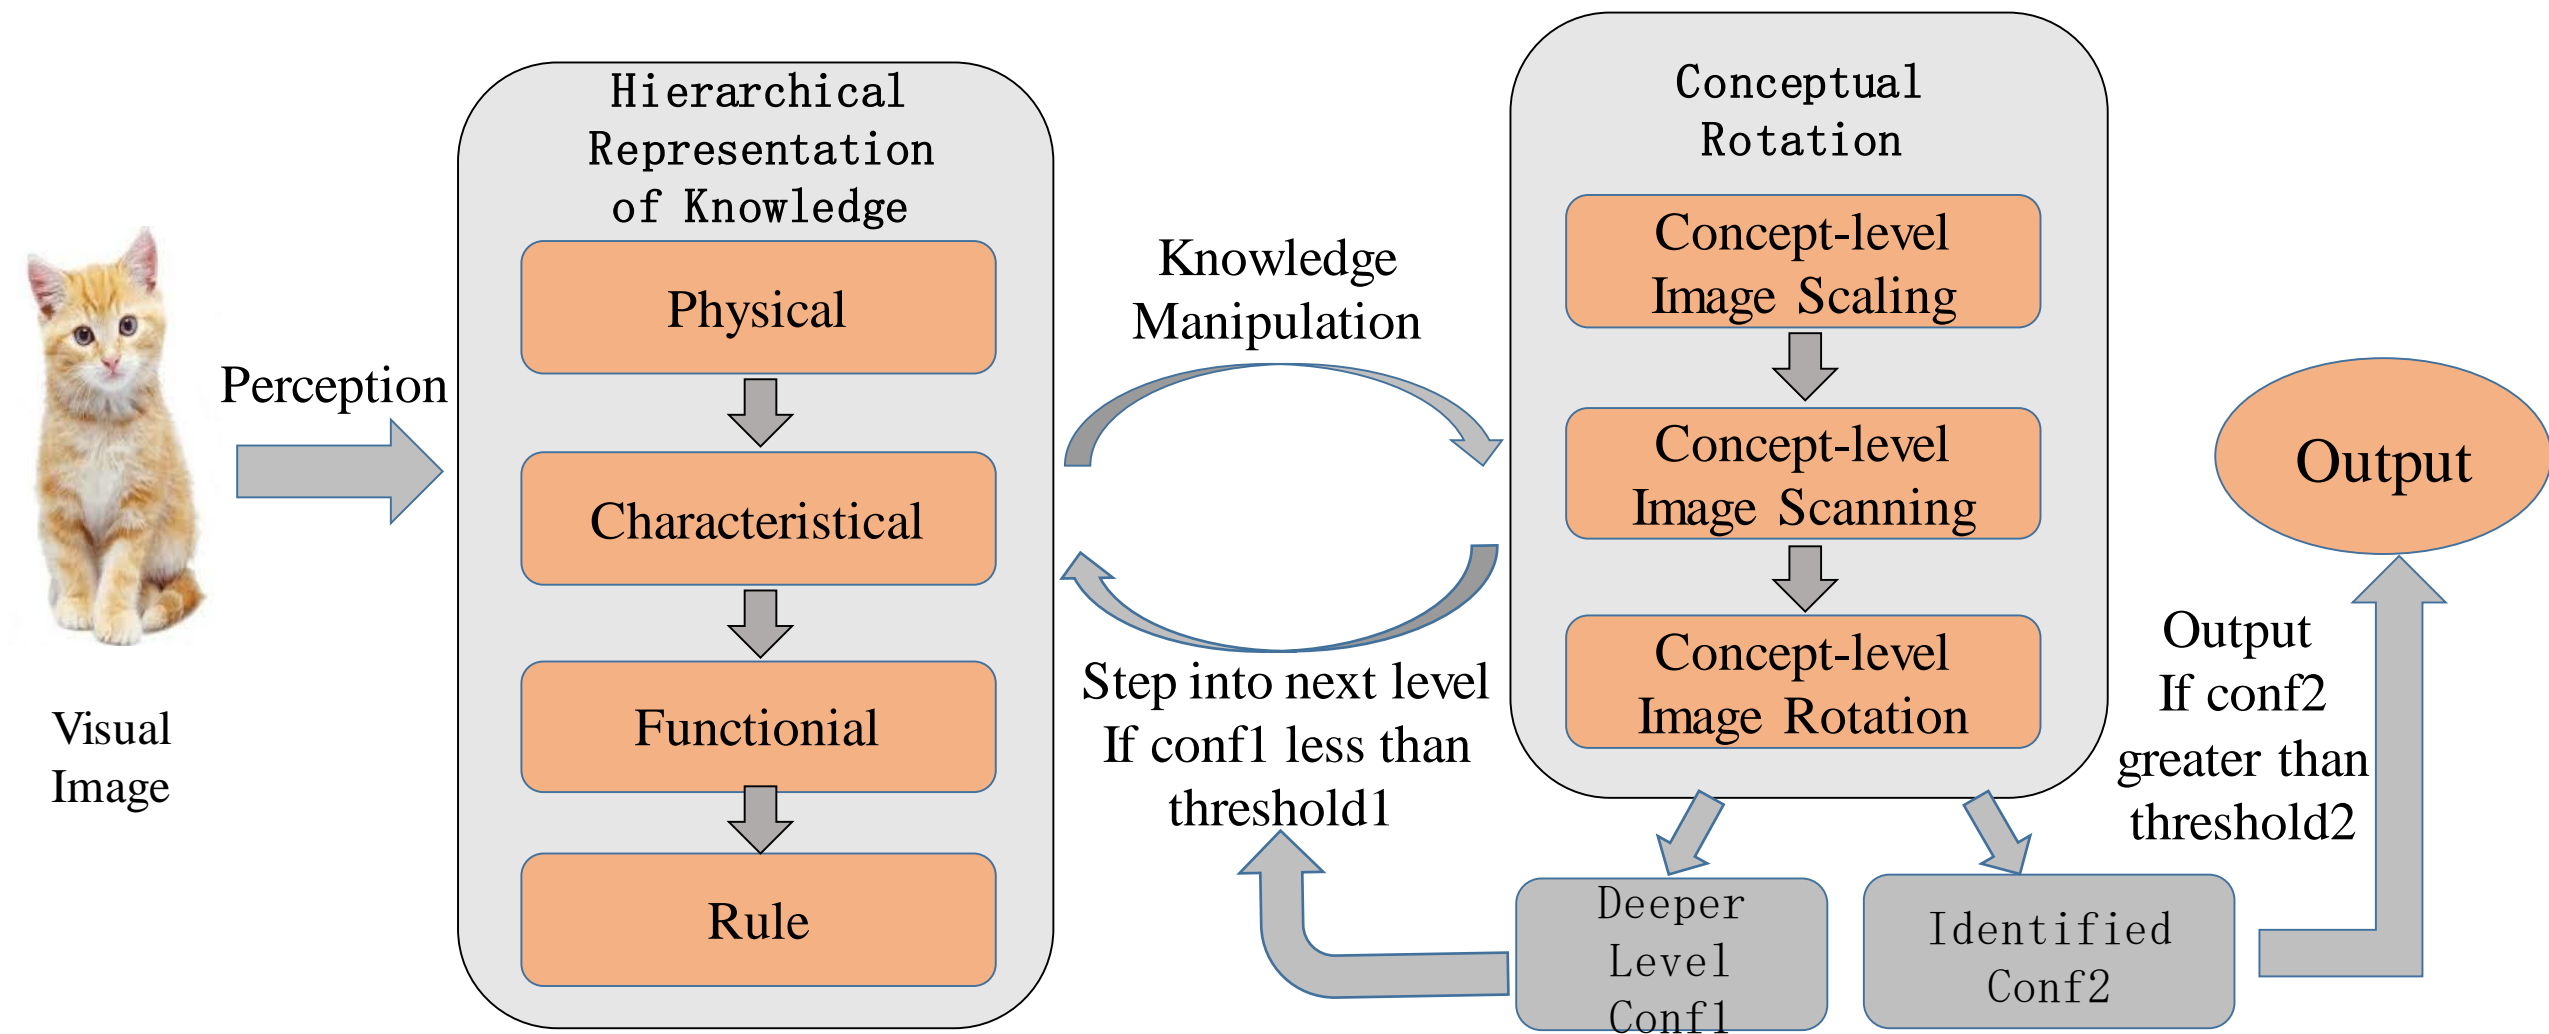 Visual
Image
Perception
Hierarchical
Representation
of Knowledge
Physical
Characteristical
Functionial
Rule
Knowledge
Manipulation
Step into next level
If conf1 less than
threshold1
Conceptual
Rotation
Concept-level
Image Scaling
Concept-level
Image Scanning
Concept-level
Image Rotation
Deeper
Level
Conf1
Identified
Conf2
Output
If conf2
greater than
threshold2
Output